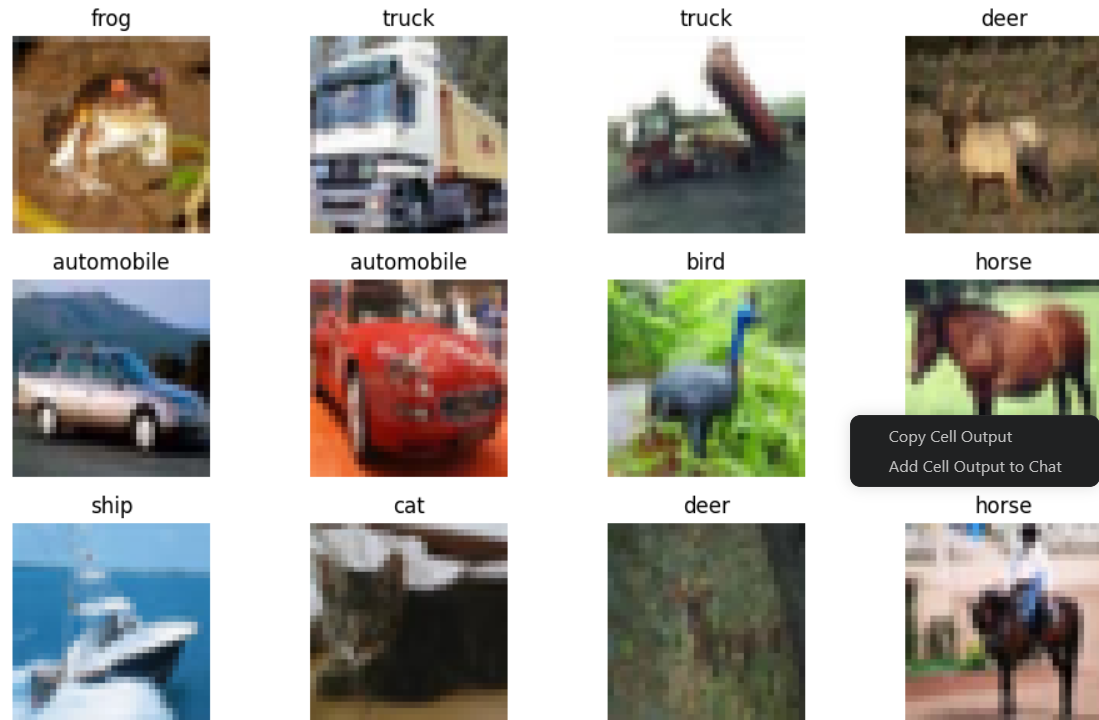 frog
truck
truck
deer
automobile
automobile
bird
horse
Copy Cell Output
Add Cell Output to Chat
ship
cat
deer
horse